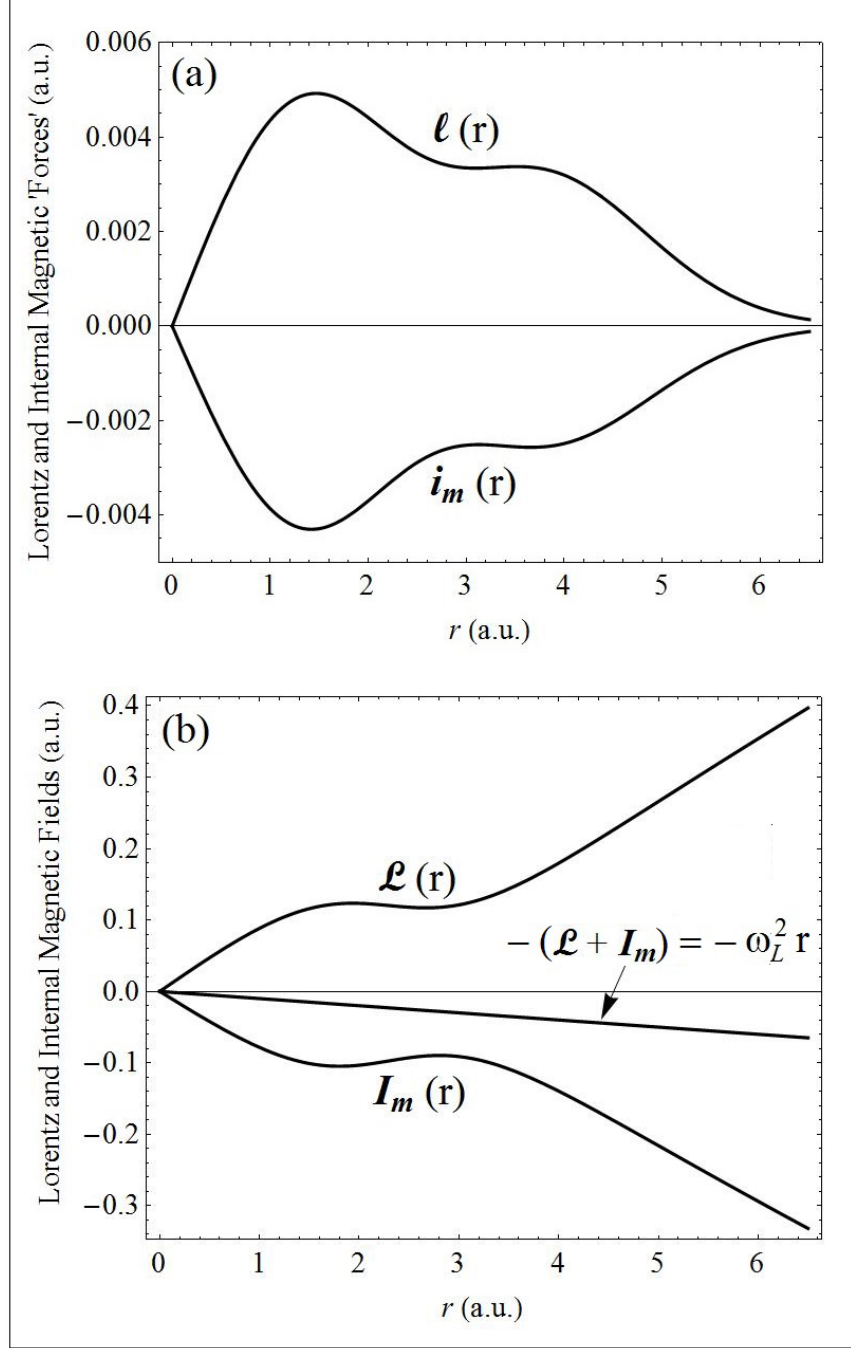 (a)
Lorentz and Internal Magnetic 'Forces' (a.u.)
0.006
0.004
0.002
0.000
−0.002
−0.004
ℓ (r)
i_m (r)
0 1 2 3 4 5 6
r (a.u.)
(b)
Lorentz and Internal Magnetic Fields (a.u.)
0.4
0.3
0.2
0.1
0.0
−0.1
−0.2
−0.3
ℒ (r)
− (ℒ + I_m) = − ω_L^2 r
I_m (r)
0 1 2 3 4 5 6
r (a.u.)